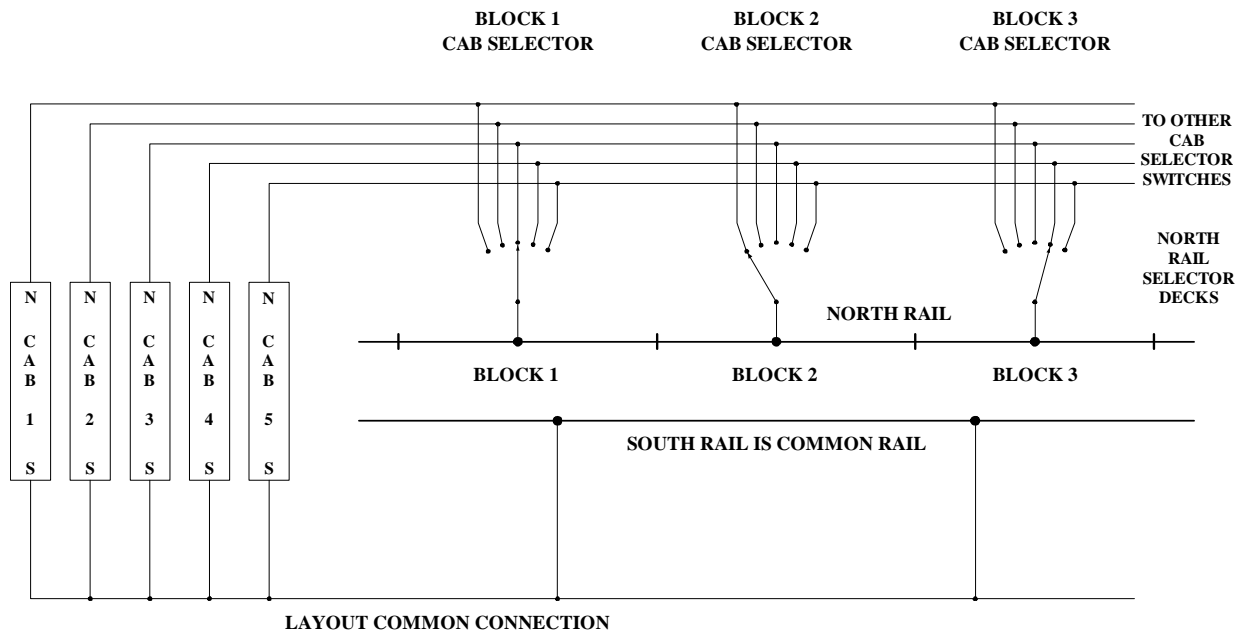 BLOCK 1
CAB SELECTOR
BLOCK 2
CAB SELECTOR
BLOCK 3
CAB SELECTOR
TO OTHER
CAB
SELECTOR
SWITCHES
NORTH
RAIL
SELECTOR
DECKS
N CAB 1 S
N CAB 2 S
N CAB 3 S
N CAB 4 S
N CAB 5 S
NORTH RAIL
BLOCK 1
BLOCK 2
BLOCK 3
SOUTH RAIL IS COMMON RAIL
LAYOUT COMMON CONNECTION